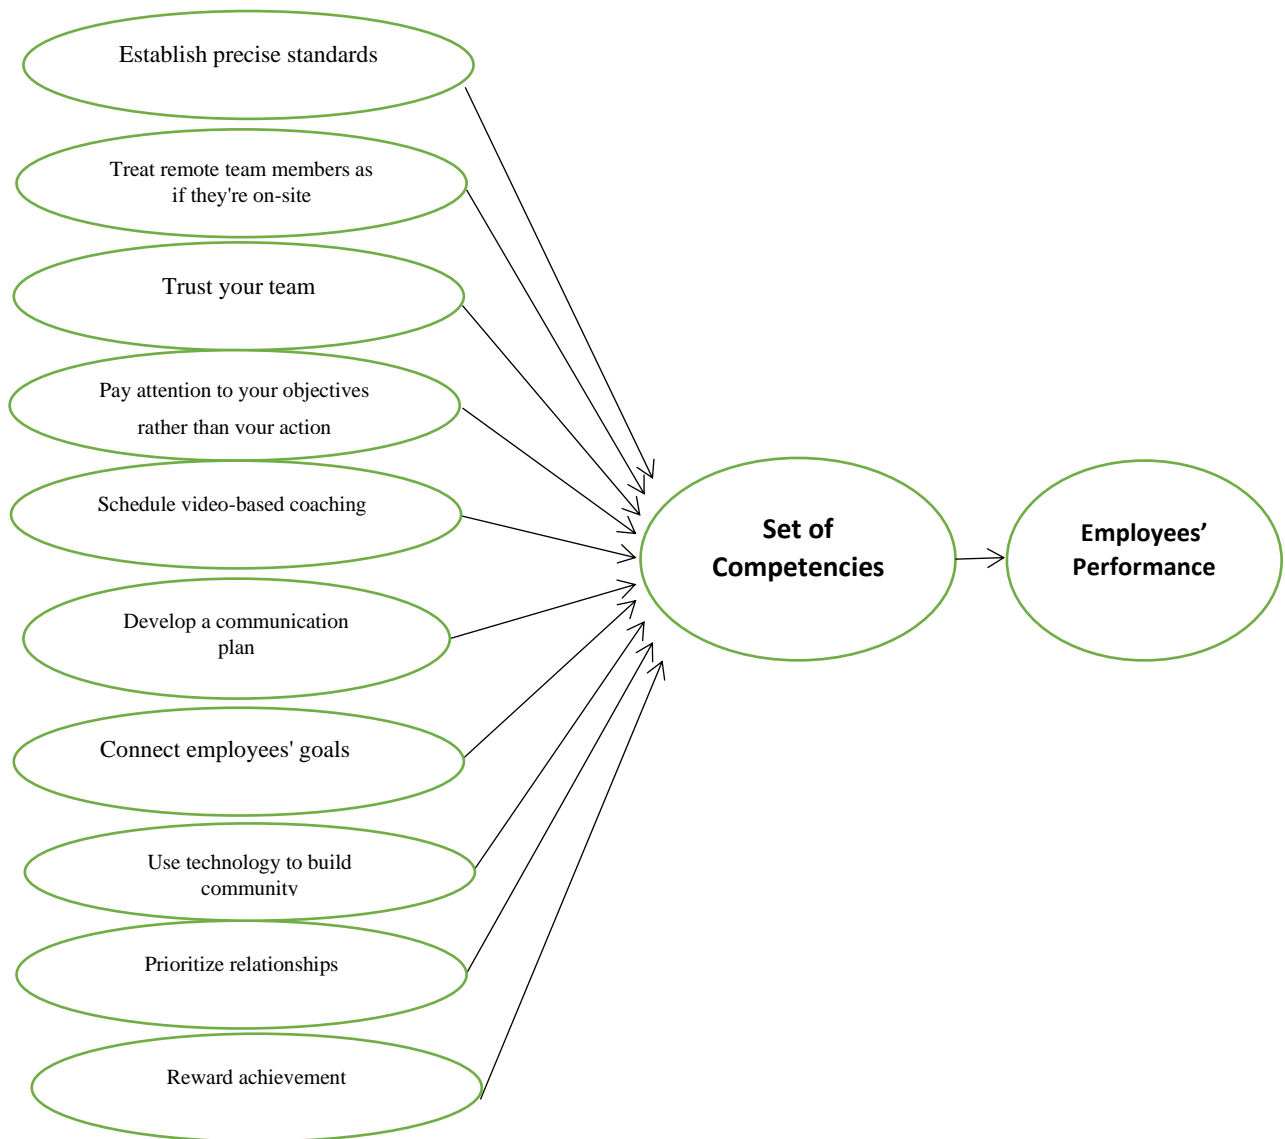 Establish precise standards
Treat remote team members as
if they're on-site
Trust your team
Pay attention to your objectives
rather than your action
Schedule video-based coaching
Develop a communication
plan
Connect employees' goals
Use technology to build
community
Prioritize relationships
Reward achievement
Set of
Competencies
Employees’
Performance